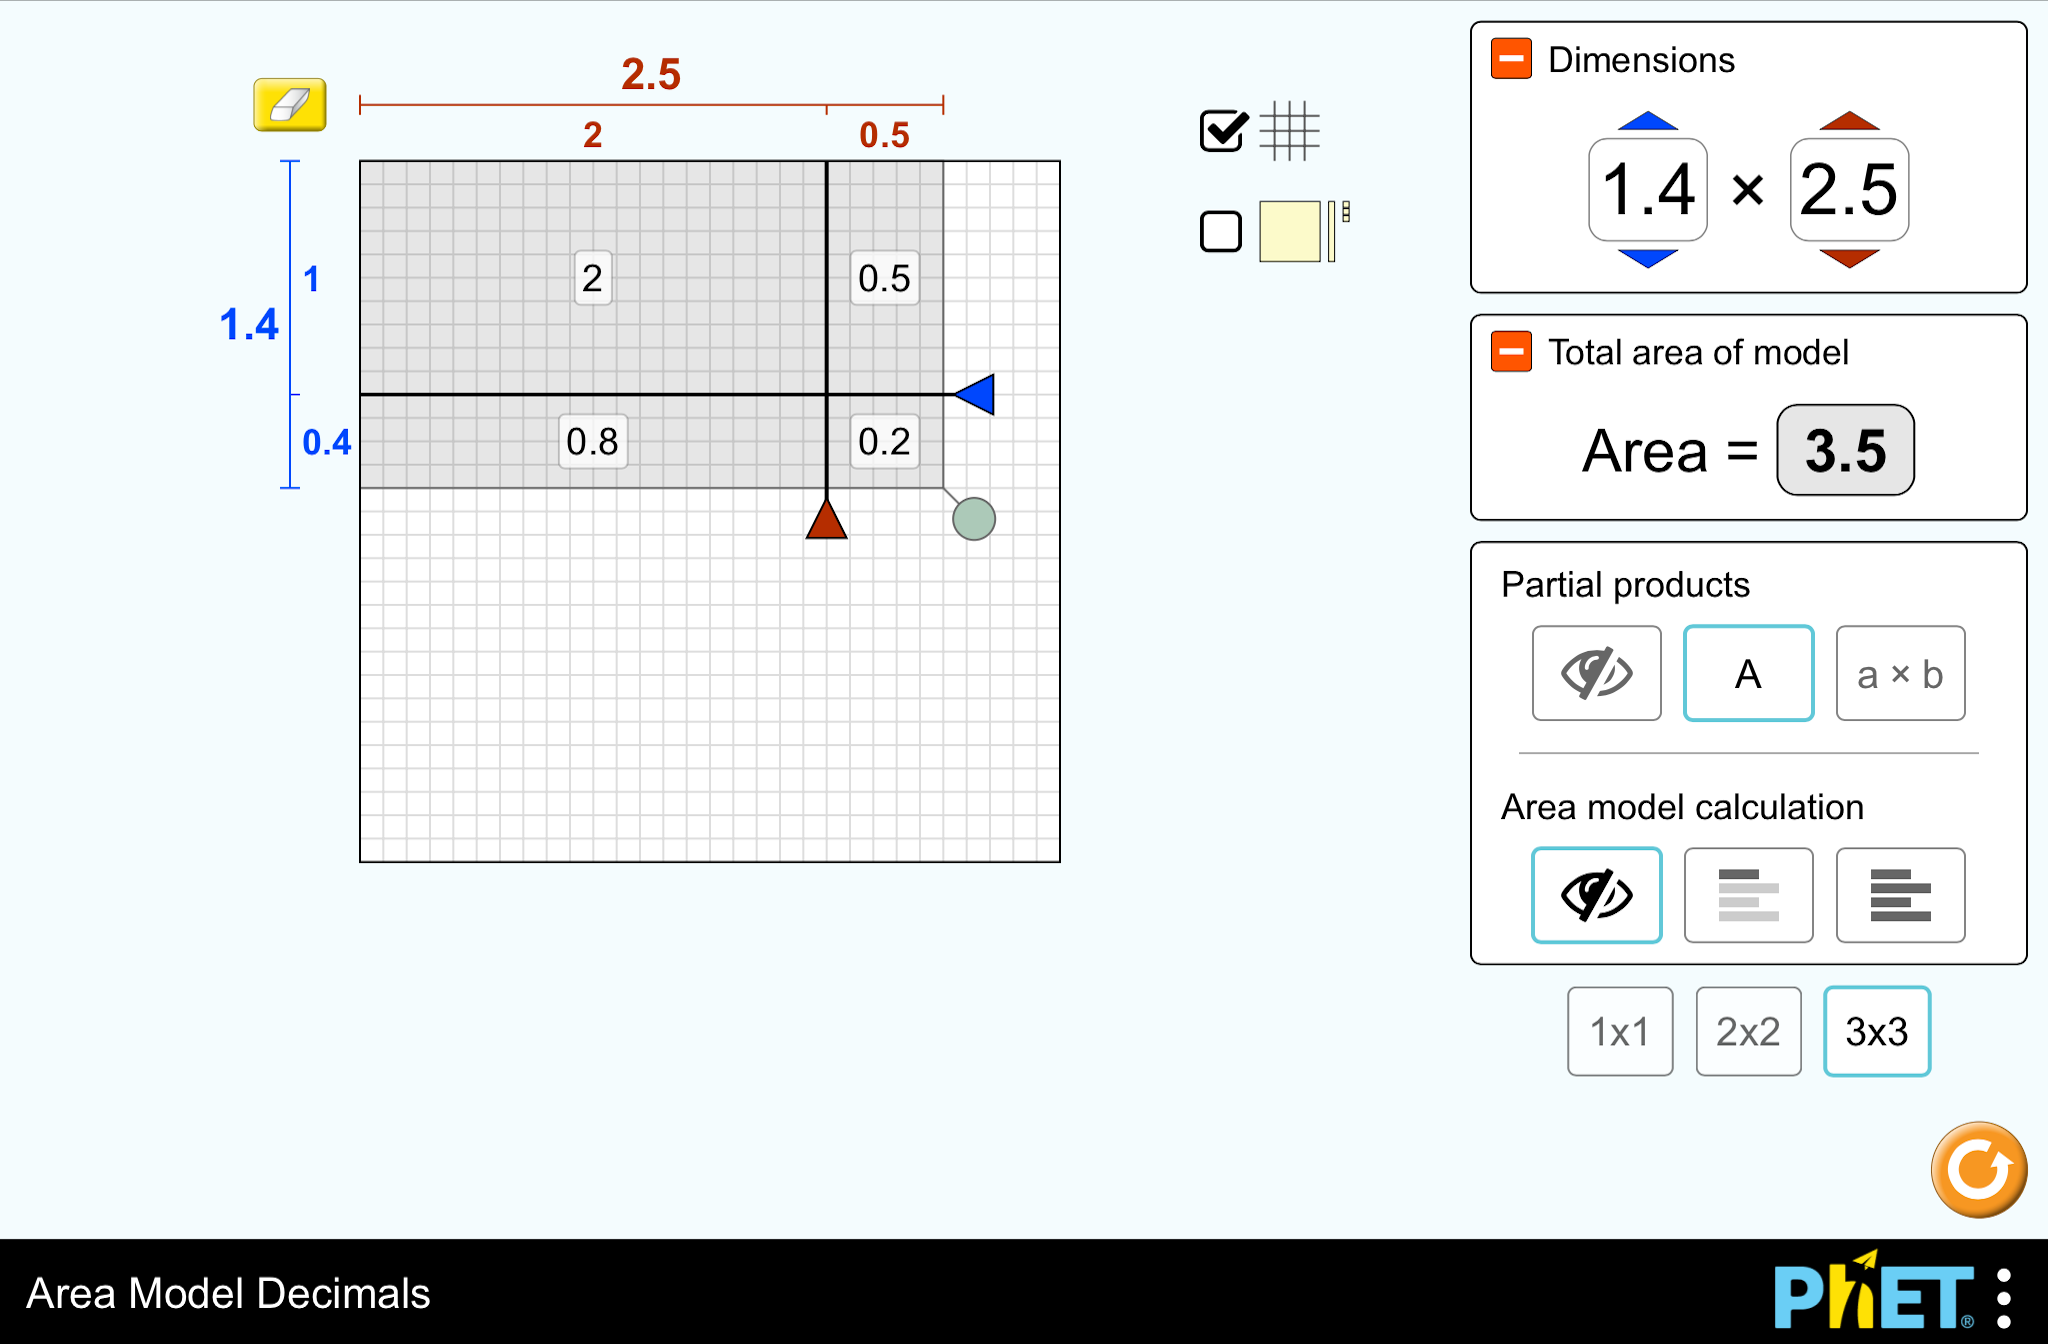 2.5
2 0.5
1
1.4
0.4
2 0.5
0.8 0.2
Dimensions
1.4 × 2.5
Total area of model
Area = 3.5
Partial products
A
a × b
Area model calculation
1x1 2x2 3x3
Area Model Decimals
PhET®